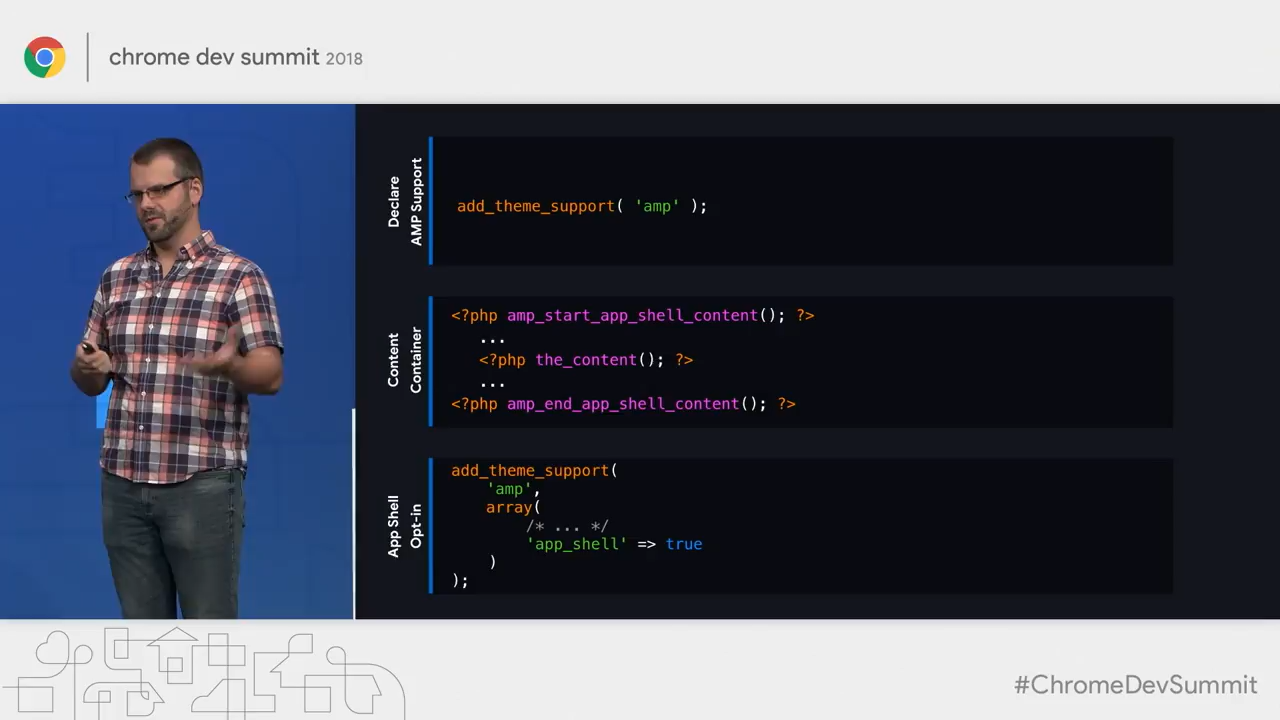 chrome dev summit 2018
Declare
AMP Support
add_theme_support( 'amp' );
Content
Container
<?php amp_start_app_shell_content(); ?>
...
<?php the_content(); ?>
...
<?php amp_end_app_shell_content(); ?>
App Shell
Opt-in
add_theme_support(
'amp',
array(
/* ... */
'app_shell' => true
)
);
#ChromeDevSummit